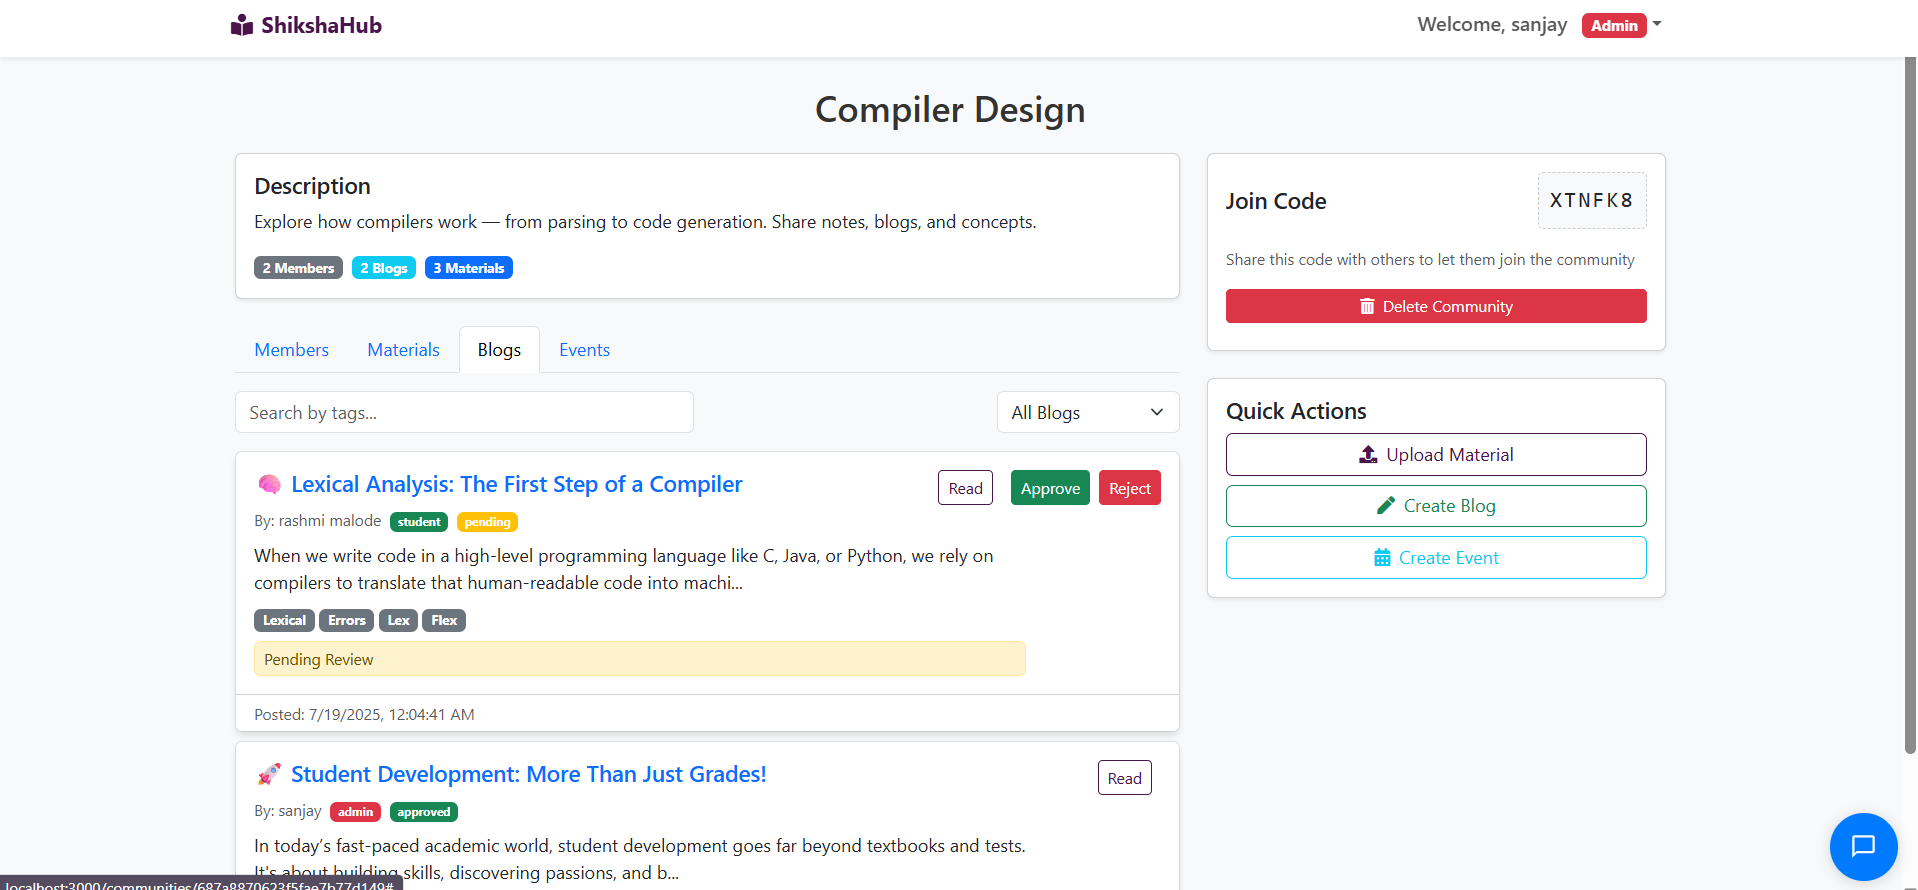 ShikshaHub
Welcome, sanjay Admin
Compiler Design
Description
Explore how compilers work — from parsing to code generation. Share notes, blogs, and concepts.
2 Members 2 Blogs 3 Materials
Join Code
XTNFK8
Share this code with others to let them join the community
Delete Community
Members Materials Blogs Events
Search by tags...
All Blogs
Quick Actions
Upload Material
Create Blog
Create Event
🧠 Lexical Analysis: The First Step of a Compiler
Read Approve Reject
By: rashmi malode student pending
When we write code in a high-level programming language like C, Java, or Python, we rely on
compilers to translate that human-readable code into machi...
Lexical Errors Lex Flex
Pending Review
Posted: 7/19/2025, 12:04:41 AM
🚀 Student Development: More Than Just Grades!
Read
By: sanjay admin approved
In today’s fast-paced academic world, student development goes far beyond textbooks and tests.
It's about building skills, discovering passions, and b...
localhost:3000/communities/687a8870623f5fae7b77d149#